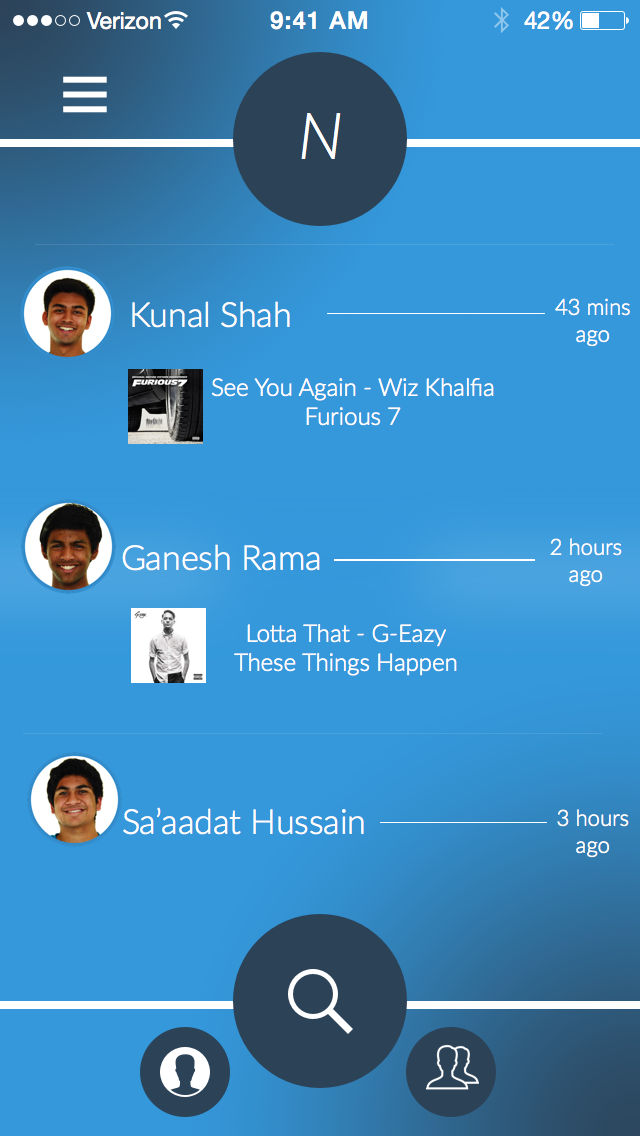 Verizon 9:41 AM 42%
N
Kunal Shah
43 mins
ago
FURIOUS 7
See You Again - Wiz Khalfia
Furious 7
Ganesh Rama
2 hours
ago
Lotta That - G-Eazy
These Things Happen
Sa’aadat Hussain
3 hours
ago